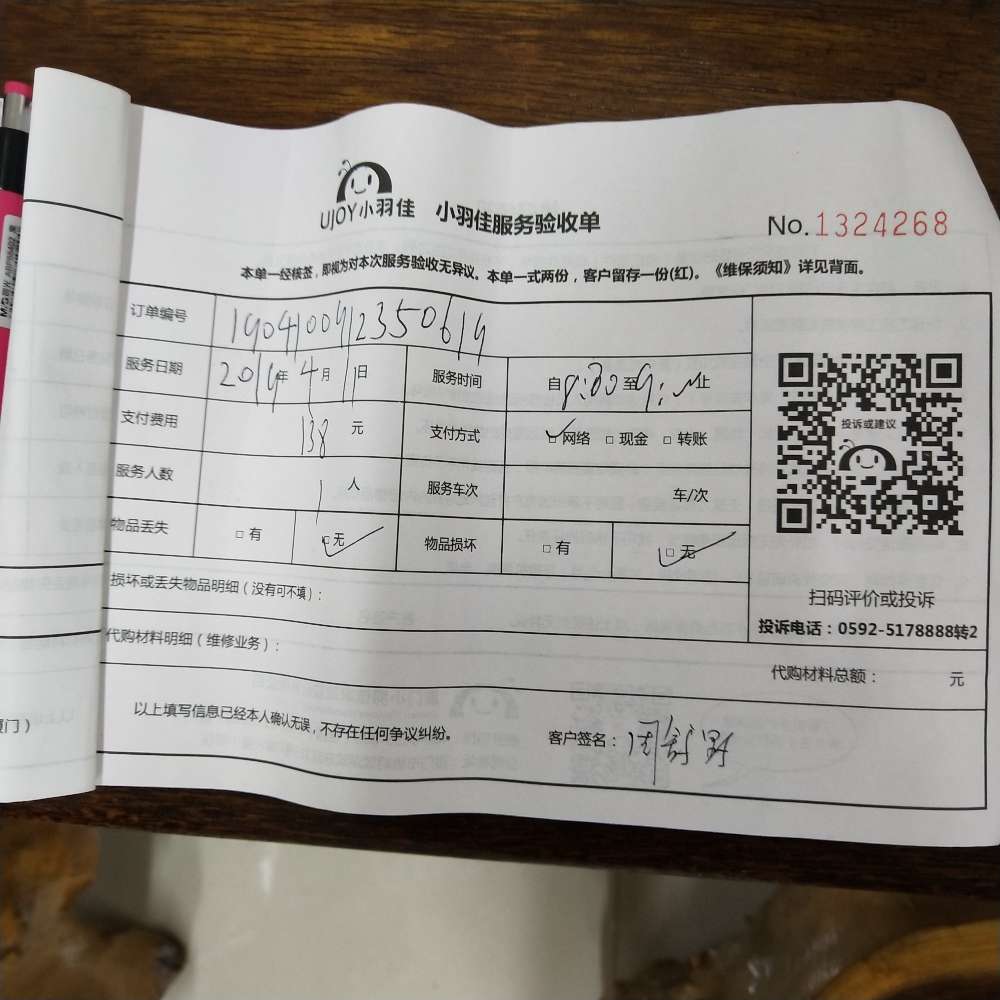 UJOY小羽佳 小羽佳服务验收单 No.1324268
本单一经核签，即视为对本次服务验收无异议。本单一式两份，客户留存一份(红)。《维保须知》详见背面。
订单编号 1904100912350619
服务日期 2019年4月11日 服务时间 自8:30至9: 止
支付费用 138元 支付方式 □网络 □现金 □转账
服务人数 1人 服务车次 车/次
物品丢失 □有 □无 物品损坏 □有 □无
投诉或建议
扫码评价或投诉
投诉电话：0592-5178888转2
损坏或丢失物品明细（没有可不填）：
代购材料明细（维修业务）：
代购材料总额： 元
以上填写信息已经本人确认无误，不存在任何争议纠纷。 客户签名：
门）